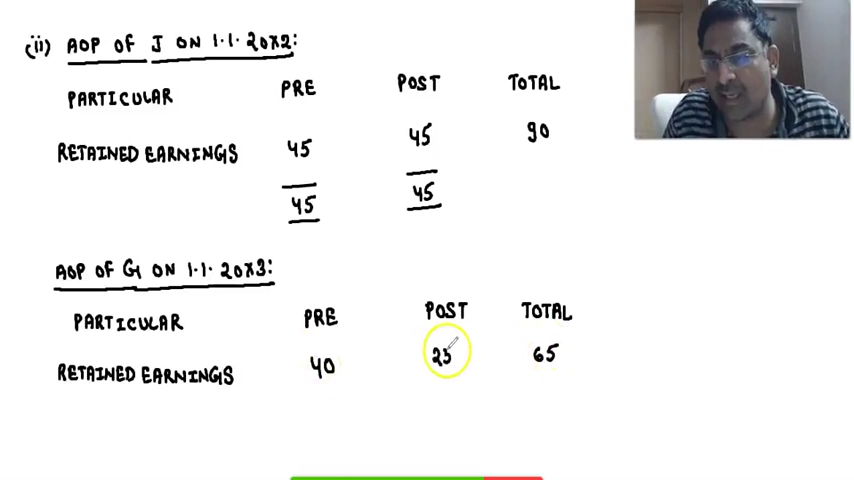 (ii) AOP OF J ON 1.1.20X2:
PARTICULAR PRE POST TOTAL
RETAINED EARNINGS 45 45 90
45 45
AOP OF G ON 1.1.20X3:
PARTICULAR PRE POST TOTAL
RETAINED EARNINGS 40 25 65